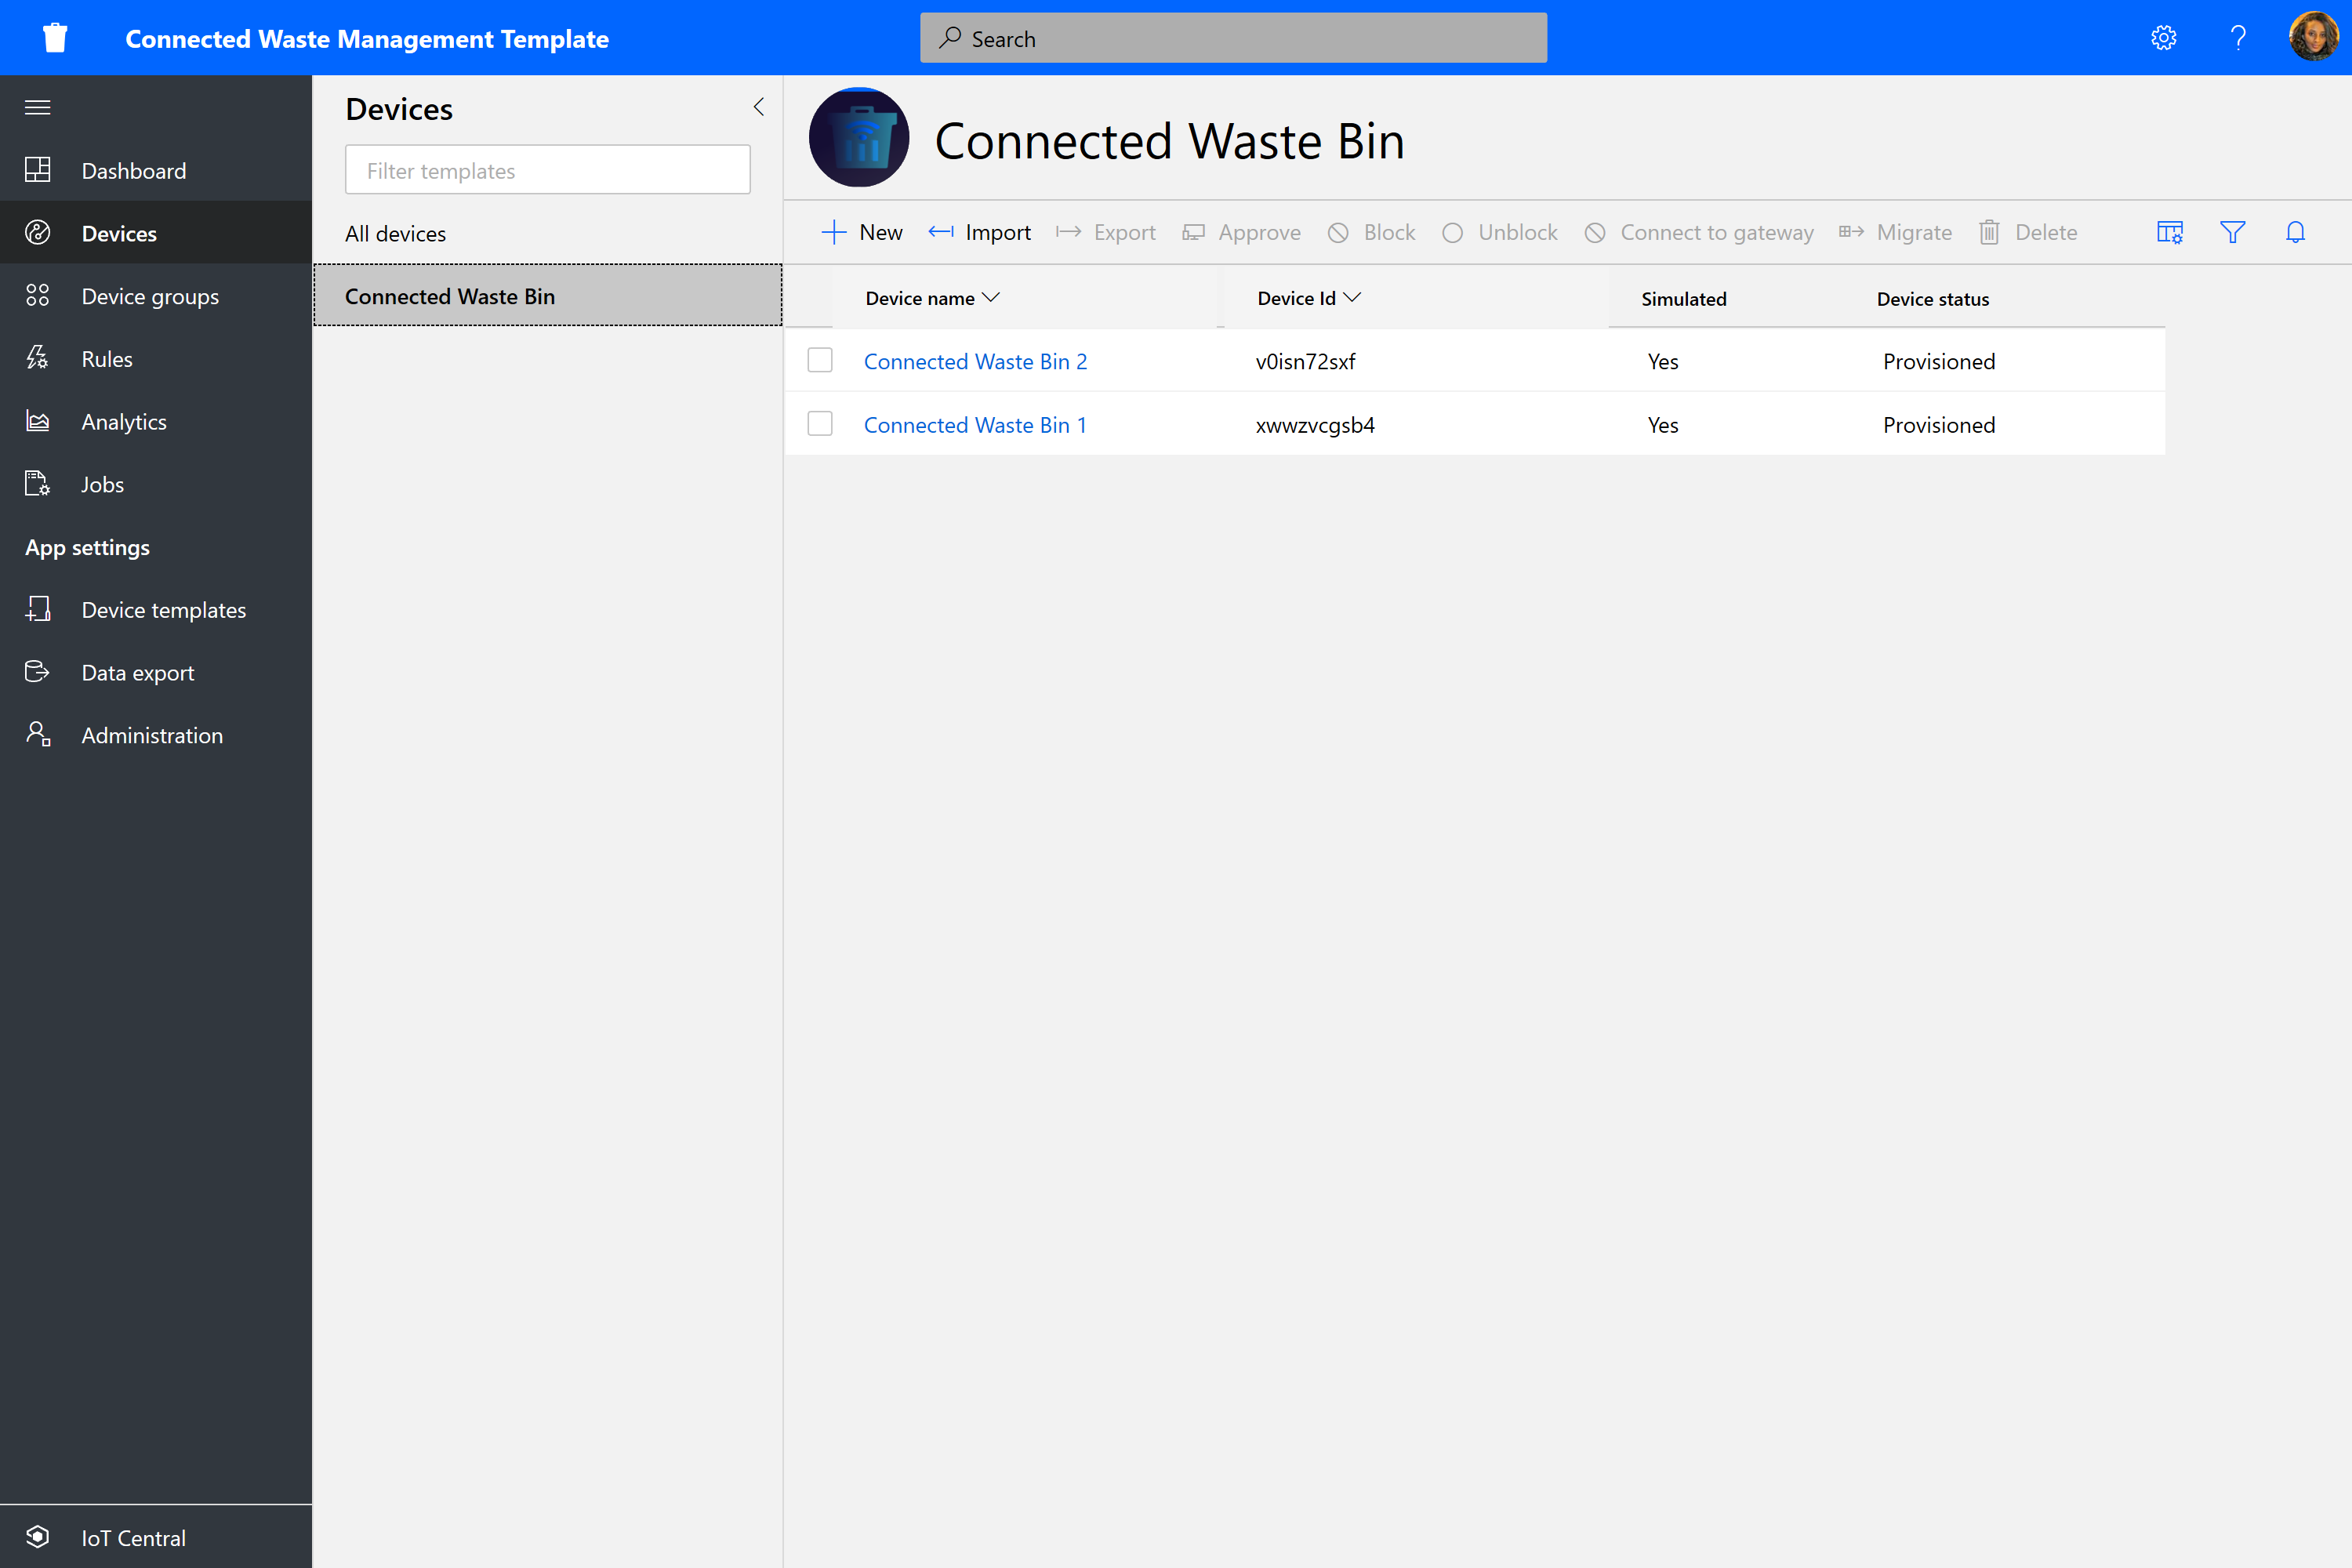 Connected Waste Management Template
Search
Dashboard
Devices
Device groups
Rules
Analytics
Jobs
App settings
Device templates
Data export
Administration
IoT Central
Devices
Filter templates
All devices
Connected Waste Bin
Connected Waste Bin
New Import Export Approve Block Unblock Connect to gateway Migrate Delete
Device name Device Id Simulated Device status
Connected Waste Bin 2 v0isn72sxf Yes Provisioned
Connected Waste Bin 1 xwwzvcgsb4 Yes Provisioned